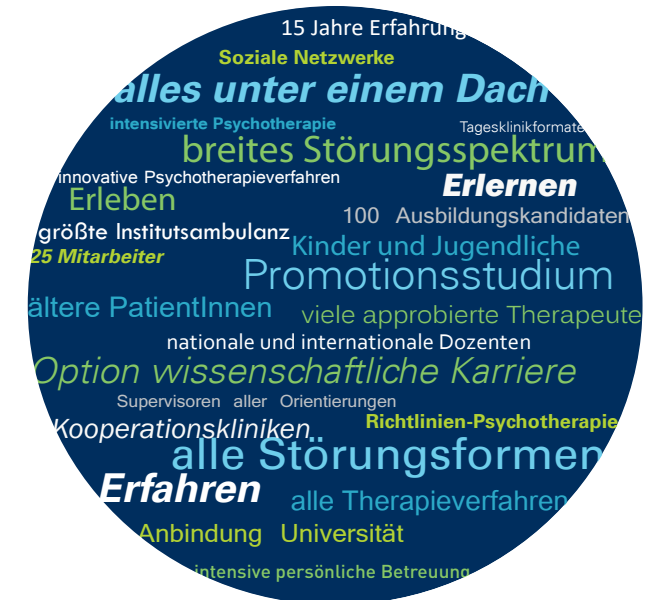 15 Jahre Erfahrung
Soziale Netzwerke
alles unter einem Dach
intensivierte Psychotherapie
Tagesklinikformate
breites Störungsspektrum
innovative Psychotherapieverfahren
Erlernen
Erleben
100 Ausbildungskandidaten
größte Institutsambulanz
Kinder und Jugendliche
25 Mitarbeiter
Promotionsstudium
ältere PatientInnen
viele approbierte Therapeute
nationale und internationale Dozenten
Option wissenschaftliche Karriere
Supervisoren aller Orientierungen
Richtlinien-Psychotherapie
Kooperationskliniken
alle Störungsformen
Erfahren
alle Therapieverfahren
Anbindung Universität
intensive persönliche Betreuung